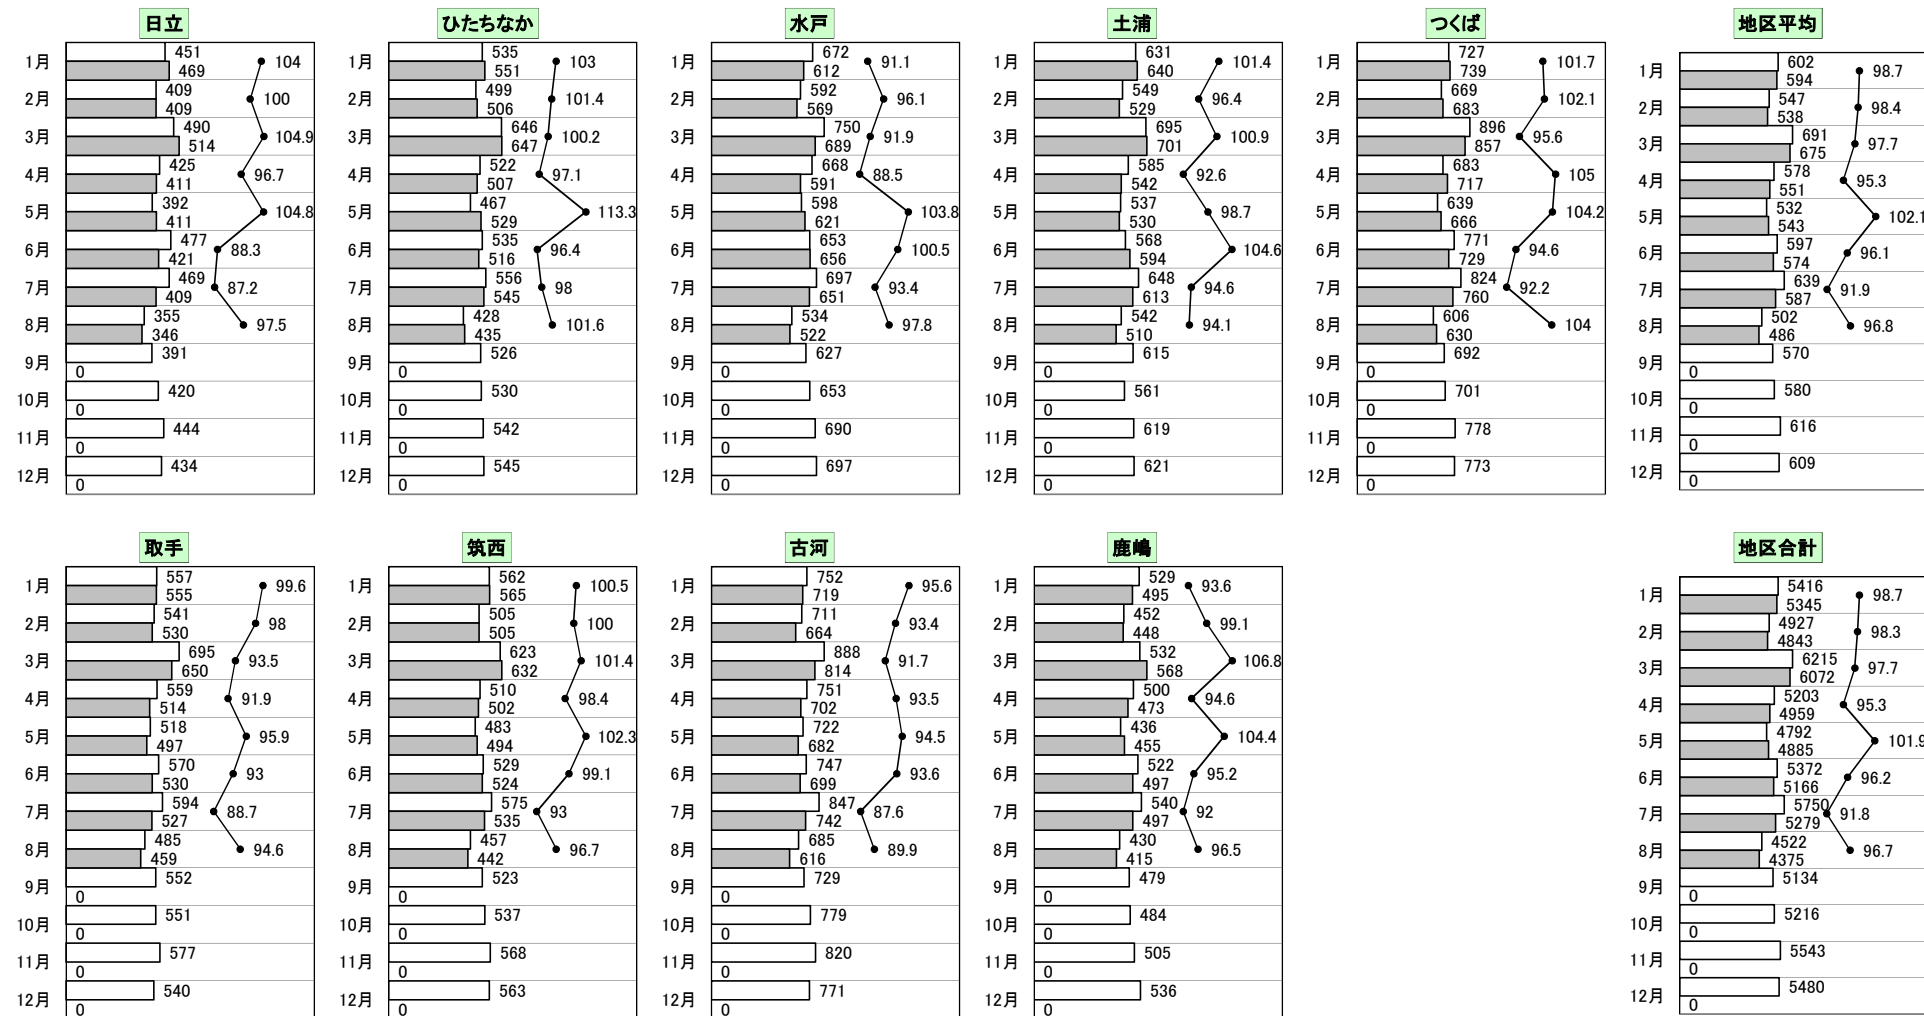 日立
1月 451 469 104
2月 409 409 100
3月 490 514 104.9
4月 425 411 96.7
5月 392 411 104.8
6月 477 421 88.3
7月 469 409 87.2
8月 355 346 97.5
9月 391 0
10月 420 0
11月 444 0
12月 434 0
ひたちなか
1月 535 551 103
2月 499 506 101.4
3月 646 647 100.2
4月 522 507 97.1
5月 467 529 113.3
6月 535 516 96.4
7月 556 545 98
8月 428 435 101.6
9月 526 0
10月 530 0
11月 542 0
12月 545 0
水戸
1月 672 612 91.1
2月 592 569 96.1
3月 750 689 91.9
4月 668 591 88.5
5月 598 621 103.8
6月 653 656 100.5
7月 697 651 93.4
8月 534 522 97.8
9月 627 0
10月 653 0
11月 690 0
12月 697 0
土浦
1月 631 640 101.4
2月 549 529 96.4
3月 695 701 100.9
4月 585 542 92.6
5月 537 530 98.7
6月 568 594 104.6
7月 648 613 94.6
8月 542 510 94.1
9月 615 0
10月 561 0
11月 619 0
12月 621 0
つくば
1月 727 739 101.7
2月 669 683 102.1
3月 896 857 95.6
4月 683 717 105
5月 639 666 104.2
6月 771 729 94.6
7月 824 760 92.2
8月 606 630 104
9月 692 0
10月 701 0
11月 778 0
12月 773 0
地区平均
1月 602 594 98.7
2月 547 538 98.4
3月 691 675 97.7
4月 578 551 95.3
5月 532 543 102.1
6月 597 574 96.1
7月 639 587 91.9
8月 502 486 96.8
9月 570 0
10月 580 0
11月 616 0
12月 609 0
取手
1月 557 555 99.6
2月 541 530 98
3月 695 650 93.5
4月 559 514 91.9
5月 518 497 95.9
6月 570 530 93
7月 594 527 88.7
8月 485 459 94.6
9月 552 0
10月 551 0
11月 577 0
12月 540 0
筑西
1月 562 565 100.5
2月 505 505 100
3月 623 632 101.4
4月 510 502 98.4
5月 483 494 102.3
6月 529 524 99.1
7月 575 535 93
8月 457 442 96.7
9月 523 0
10月 537 0
11月 568 0
12月 563 0
古河
1月 752 719 95.6
2月 711 664 93.4
3月 888 814 91.7
4月 751 702 93.5
5月 722 682 94.5
6月 747 699 93.6
7月 847 742 87.6
8月 685 616 89.9
9月 729 0
10月 779 0
11月 820 0
12月 771 0
鹿嶋
1月 529 495 93.6
2月 452 448 99.1
3月 532 568 106.8
4月 500 473 94.6
5月 436 455 104.4
6月 522 497 95.2
7月 540 497 92
8月 430 415 96.5
9月 479 0
10月 484 0
11月 505 0
12月 536 0
地区合計
1月 5416 5345 98.7
2月 4927 4843 98.3
3月 6215 6072 97.7
4月 5203 4959 95.3
5月 4792 4885 101.9
6月 5372 5166 96.2
7月 5750 5279 91.8
8月 4522 4375 96.7
9月 5134 0
10月 5216 0
11月 5543 0
12月 5480 0